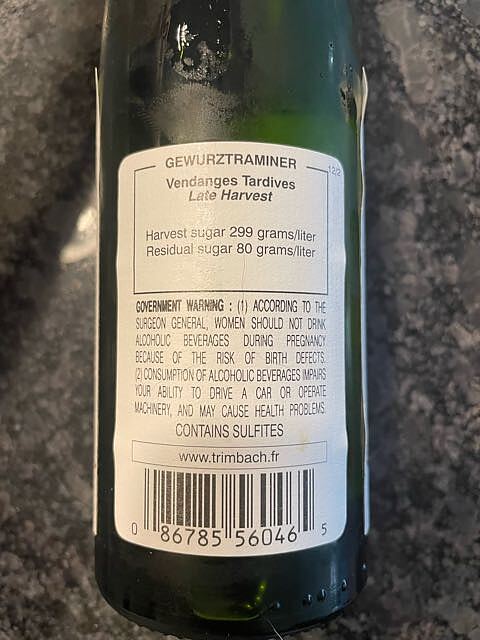 GEWURZTRAMINER
12/2
Vendanges Tardives
Late Harvest
Harvest sugar 299 grams/liter
Residual sugar 80 grams/liter
GOVERNMENT WARNING : (1) ACCORDING TO THE
SURGEON GENERAL, WOMEN SHOULD NOT DRINK
ALCOHOLIC BEVERAGES DURING PREGNANCY
BECAUSE OF THE RISK OF BIRTH DEFECTS.
(2) CONSUMPTION OF ALCOHOLIC BEVERAGES IMPAIRS
YOUR ABILITY TO DRIVE A CAR OR OPERATE
MACHINERY, AND MAY CAUSE HEALTH PROBLEMS.
CONTAINS SULFITES
www.trimbach.fr
0 86785 56046 5